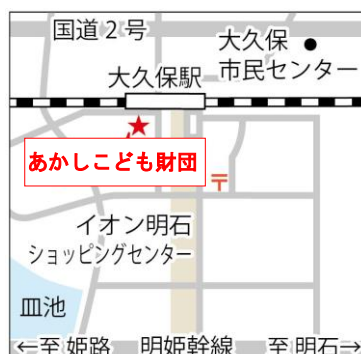 国道2号
大久保
市民センター
大久保駅
あかしこども財団
〒
イオン明石
ショッピングセンター
皿池
←至 姫路 明姫幹線 至 明石→